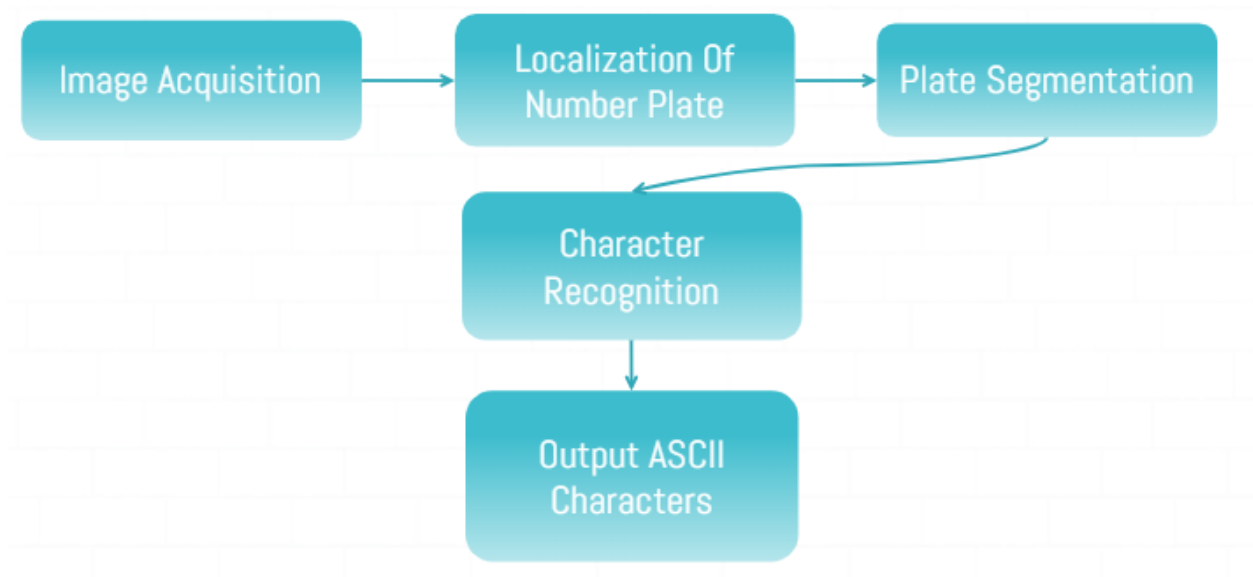 Image Acquisition
Localization Of
Number Plate
Plate Segmentation
Character
Recognition
Output ASCII
Characters